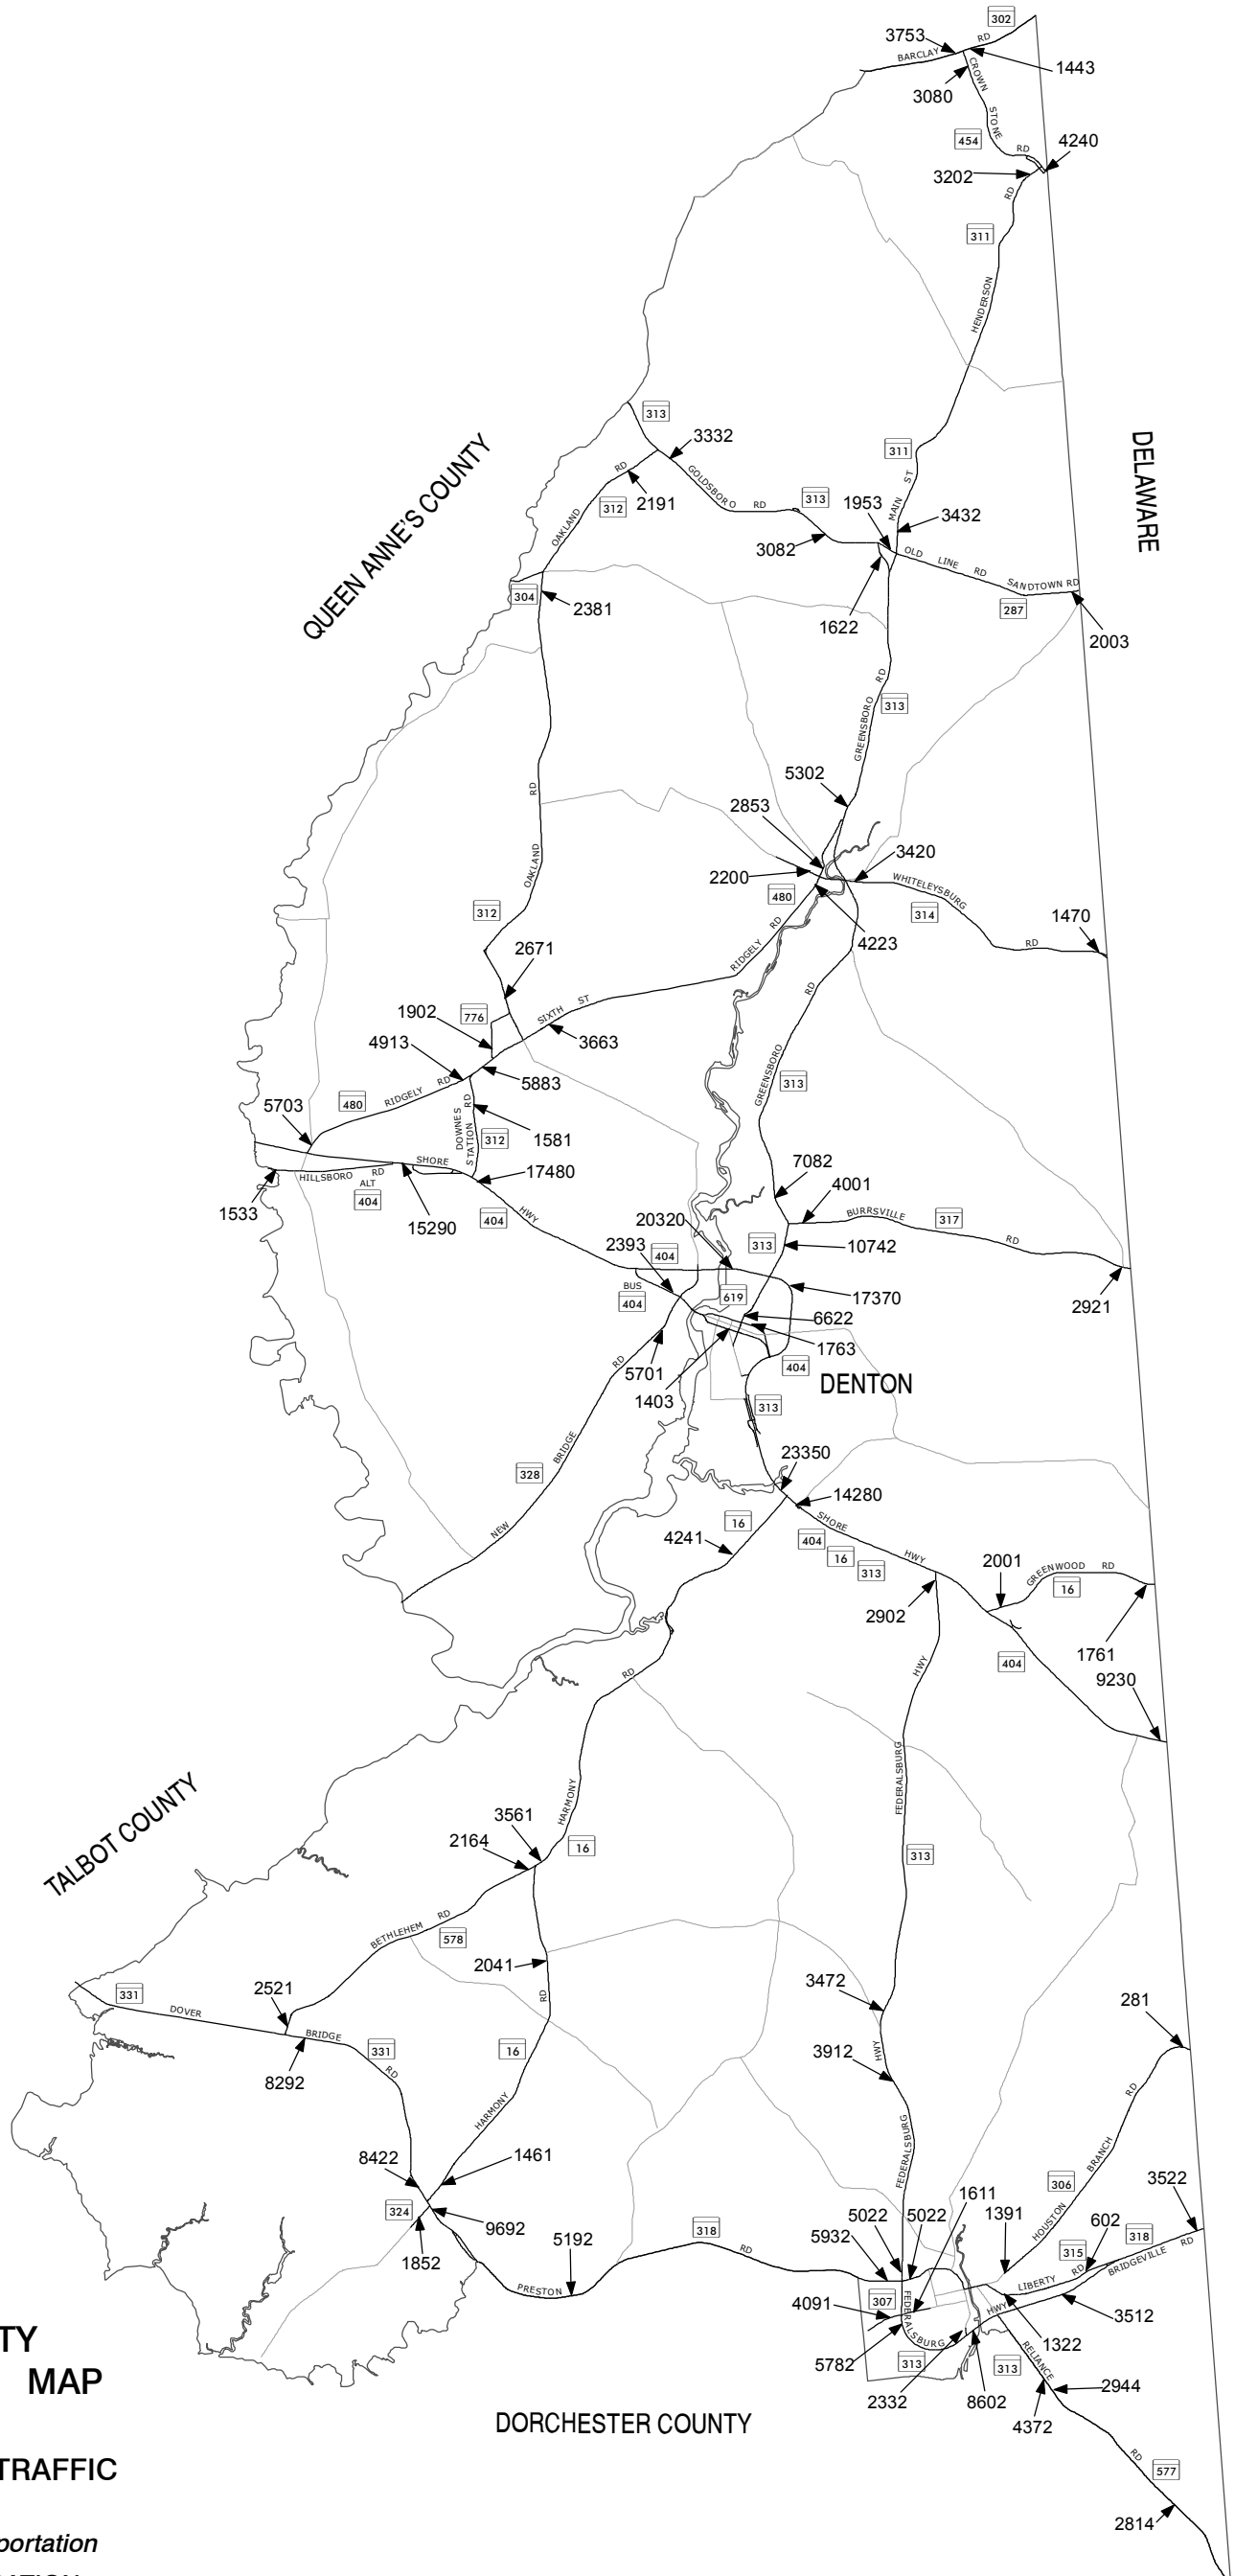 302
3753
BARCLAY RD
1443
3080
CROWN STONE RD
454
4240
3202
RD
311
HENDERSON
313
3332
311
QUEEN ANNE'S COUNTY
DELAWARE
RD
GOLDSBORO RD
313
MAIN ST
312
2191
1953
3432
OAKLAND
3082
OLD LINE RD
SANDTOWN RD
304
2381
287
1622
2003
RD
313
GREENSBORO
5302
RD
2853
3420
2200
480
WHITELEYSBURG
314
OAKLAND
312
RD
4223
1470
RD
2671
RIDGELY
RD
1902
776
SIXTH ST
3663
4913
5883
313
GREENSBORO
480
RIDGELY RD
5703
DOWNES STATION RD
1581
312
SHORE
17480
7082
HILLSBORO RD
ALT
404
4001
1533
15290
404
HWY
20320
BURRSVILLE
317
RD
2393
404
313
10742
BUS
404
619
17370
2921
6622
1763
5701
404
RD
1403
DENTON
313
BRIDGE
328
23350
NEW
14280
16
4241
SHORE
404
16
313
HWY
2001
GREENWOOD RD
16
2902
1761
404
9230
RD
HWY
TALBOT COUNTY
FEDERALSBURG
HARMONY
3561
2164
16
313
BETHLEHEM RD
578
2041
3472
331
2521
RD
281
DOVER
BRIDGE
331
RD
16
HWY
3912
8292
RD
HARMONY
FEDERALSBURG
BRANCH
8422
1461
306
3522
324
9692
1611
1391
HOUSTON
602
5022
5022
318
1852
5192
318
RD
5932
315
BRIDGEVILLE RD
PRESTON
LIBERTY RD
307
4091
FEDERALSBURG
HWY
3512
TY
1322
5782
313
RELIANCE
313
MAP
2332
8602
2944
4372
DORCHESTER COUNTY
RD
TRAFFIC
577
2814
portation